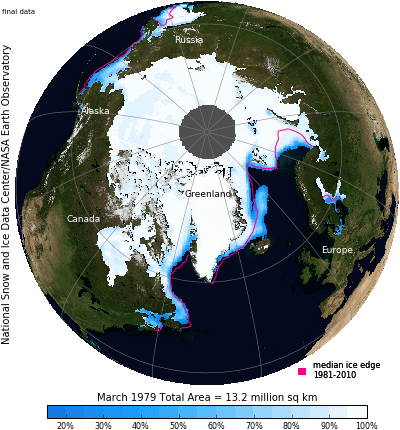 final data
National Snow and Ice Data Center/NASA Earth Observatory
Russia
Alaska
Greenland
Canada
Europe
median ice edge
1981-2010
March 1979 Total Area = 13.2 million sq km
20% 30% 40% 50% 60% 70% 80% 90% 100%